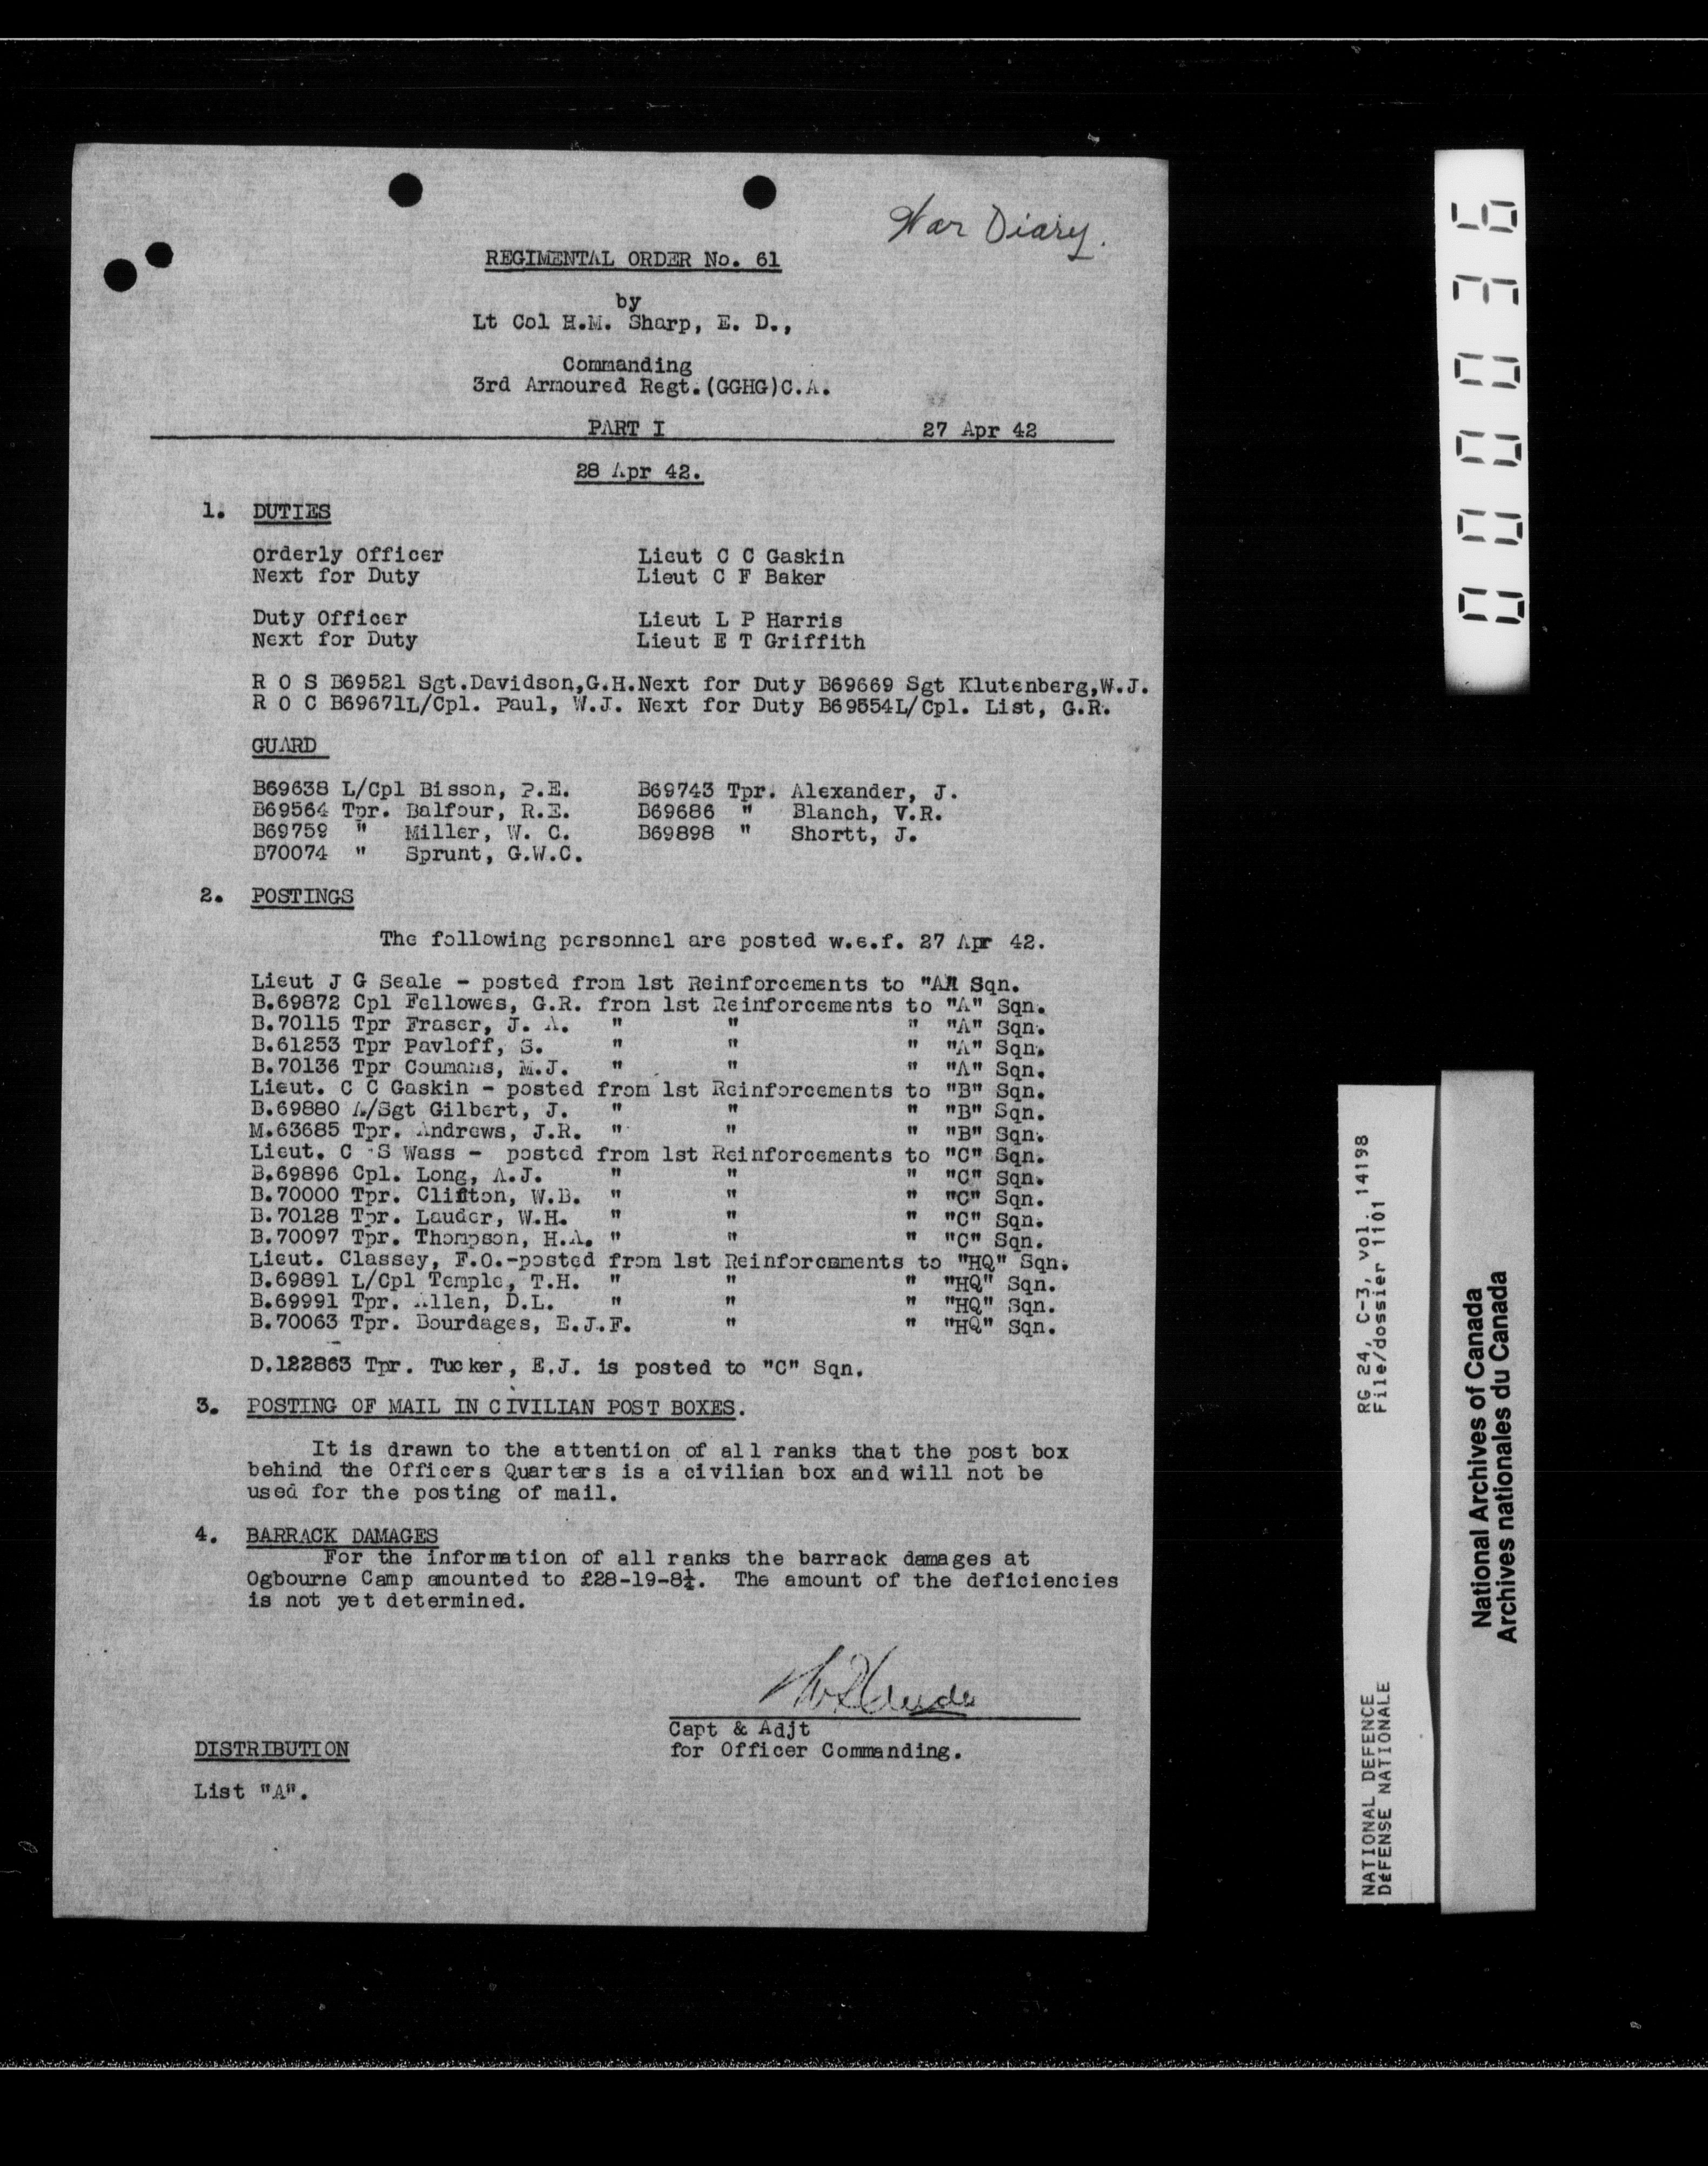 War Diary.
REGIMENTAL ORDER No. 61
by
Lt Col H.M. Sharp, E. D.,
Commanding
3rd Armoured Regt.(GGHG)C.A.
PART I 27 Apr 42
28 Apr 42.
1. DUTIES
Orderly Officer Lieut C C Gaskin
Next for Duty Lieut C F Baker
Duty Officer Lieut L P Harris
Next for Duty Lieut E T Griffith
R O S B69521 Sgt.Davidson,G.H.Next for Duty B69669 Sgt Klutenberg,W.J.
R O C B69671L/Cpl. Paul, W.J. Next for Duty B69554L/Cpl. List, G.R.
GUARD
B69638 L/Cpl Bisson, P.E. B69743 Tpr. Alexander, J.
B69564 Tpr. Balfour, R.E. B69686 " Blanch, V.R.
B69759 " Miller, W. C. B69898 " Shortt, J.
B70074 " Sprunt, G.W.C.
2. POSTINGS
The following personnel are posted w.e.f. 27 Apr 42.
Lieut J G Seale - posted from 1st Reinforcements to "A" Sqn.
B.69872 Cpl Fellowes, G.R. from 1st Reinforcements to "A" Sqn.
B.70115 Tpr Fraser, J. A. " " " "A" Sqn.
B.61253 Tpr Pavloff, S. " " " "A" Sqn.
B.70136 Tpr Coumans, M.J. " " " "A" Sqn.
Lieut. C C Gaskin - posted from 1st Reinforcements to "B" Sqn.
B.69880 A/Sgt Gilbert, J. " " " "B" Sqn.
M.63685 Tpr. Andrews, J.R. " " " "B" Sqn.
Lieut. C S Wass - posted from 1st Reinforcements to "C" Sqn.
B.69896 Cpl. Long, A.J. " " " "C" Sqn.
B.70000 Tpr. Clifton, W.B. " " " "C" Sqn.
B.70128 Tpr. Lauder, W.H. " " " "C" Sqn.
B.70097 Tpr. Thompson, H.A. " " " "C" Sqn.
Lieut. Classey, F.O.-posted from 1st Reinforcements to "HQ" Sqn.
B.69891 L/Cpl Temple, T.H. " " " "HQ" Sqn.
B.69991 Tpr. Allen, D.L. " " " "HQ" Sqn.
B.70063 Tpr. Bourdages, E.J.F. " " "HQ" Sqn.
D.122863 Tpr. Tucker, E.J. is posted to "C" Sqn.
3. POSTING OF MAIL IN CIVILIAN POST BOXES.
It is drawn to the attention of all ranks that the post box
behind the Officers Quarters is a civilian box and will not be
used for the posting of mail.
4. BARRACK DAMAGES
For the information of all ranks the barrack damages at
Ogbourne Camp amounted to £28-19-8¼. The amount of the deficiencies
is not yet determined.
Capt & Adjt
for Officer Commanding.
DISTRIBUTION
List "A".
000036
RG 24, C-3, vol. 14198
File/dossier 1101
NATIONAL DEFENCE
DéFENSE NATIONALE
National Archives of Canada
Archives nationales du Canada